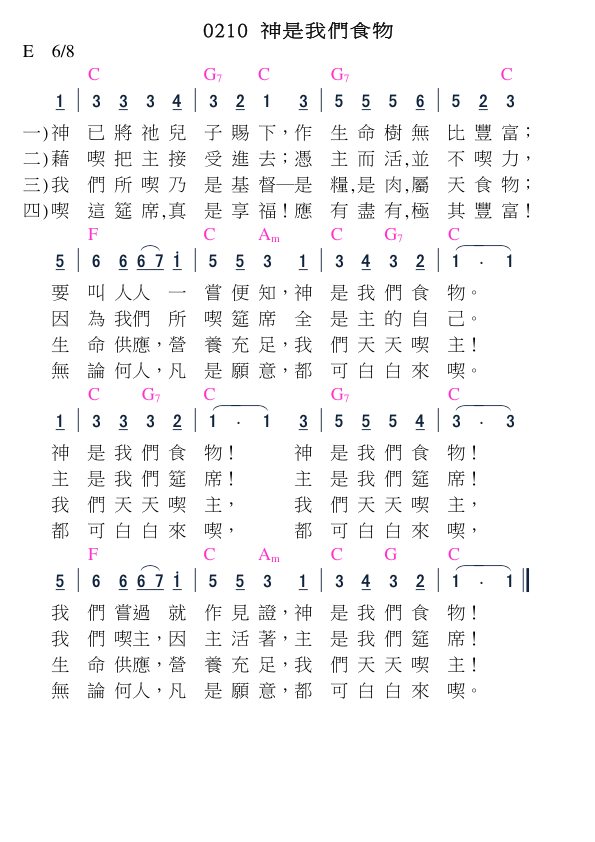 0210 神是我們食物
E 6/8
C G7 C G7 C
1 | 3 3 3 4 | 3 2 1 3 | 5 5 5 6 | 5 2 3
一)神 已將祂兒 子賜下，作 生命樹無 比豐富；
二)藉 喫把主接 受進去；憑 主而活,並 不喫力，
三)我 們所喫乃 是基督─是 糧,是肉,屬 天食物；
四)喫 這筵席,真 是享福！應 有盡有,極 其豐富！
F C Am C G7 C
5 | 6 6 6 7 i | 5 5 3 1 | 3 4 3 2 | 1 · 1
要 叫人人一 嘗便知，神 是我們食 物。
因 為我們所 喫筵席 全 是主的自 己。
生 命供應，營 養充足，我 們天天喫 主！
無 論何人，凡 是願意，都 可白白來 喫。
C G7 C G7 C
1 | 3 3 3 2 | 1 · 1 3 | 5 5 5 4 | 3 · 3
神 是我們食 物！ 神 是我們食 物！
主 是我們筵 席！ 主 是我們筵 席！
我 們天天喫 主， 我 們天天喫 主，
都 可白白來 喫， 都 可白白來 喫，
F C Am C G C
5 | 6 6 6 7 i | 5 5 3 1 | 3 4 3 2 | 1 · 1 ‖
我 們嘗過就 作見證，神 是我們食 物！
我 們喫主，因 主活著，主 是我們筵 席！
生 命供應，營 養充足，我 們天天喫 主！
無 論何人，凡 是願意，都 可白白來 喫。